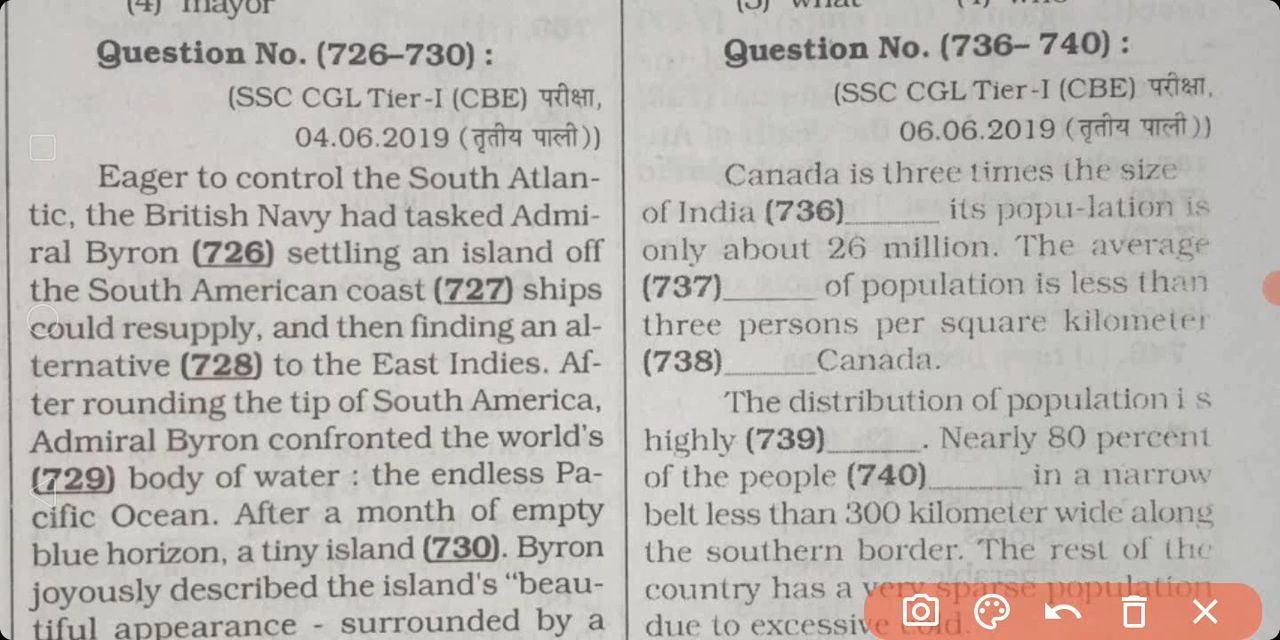 (4) mayor
Question No. (726–730) :
(SSC CGL Tier-I (CBE) परीक्षा,
04.06.2019 (तृतीय पाली))
Eager to control the South Atlan-
tic, the British Navy had tasked Admi-
ral Byron (726) settling an island off
the South American coast (727) ships
could resupply, and then finding an al-
ternative (728) to the East Indies. Af-
ter rounding the tip of South America,
Admiral Byron confronted the world's
(729) body of water : the endless Pa-
cific Ocean. After a month of empty
blue horizon, a tiny island (730). Byron
joyously described the island's "beau-
tiful appearance - surrounded by a
(3) what
Question No. (736– 740) :
(SSC CGL Tier-I (CBE) परीक्षा,
06.06.2019 (तृतीय पाली))
Canada is three times the size
of India (736)______ its popu-lation is
only about 26 million. The average
(737)______ of population is less than
three persons per square kilometer
(738)______Canada.
The distribution of population i s
highly (739)______. Nearly 80 percent
of the people (740)______ in a narrow
belt less than 300 kilometer wide along
the southern border. The rest of the
country has a very sparse population
due to excessive cold.